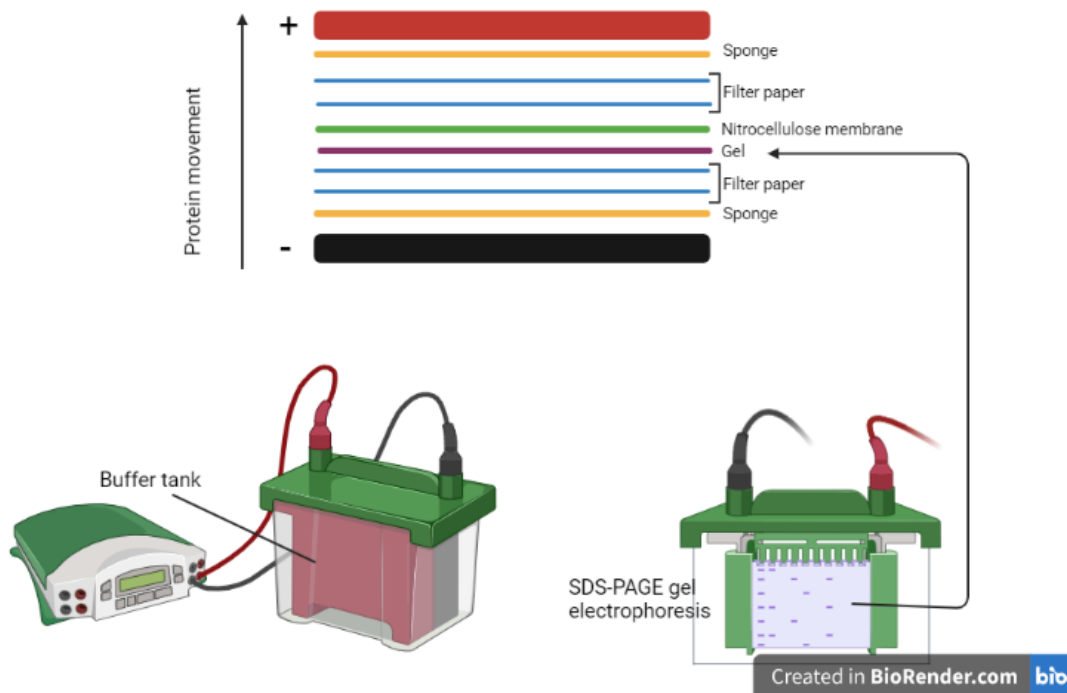 +
Sponge
Filter paper
Nitrocellulose membrane
Gel
Filter paper
Sponge
-
Protein movement
Buffer tank
SDS-PAGE gel
electrophoresis
Created in BioRender.com bio